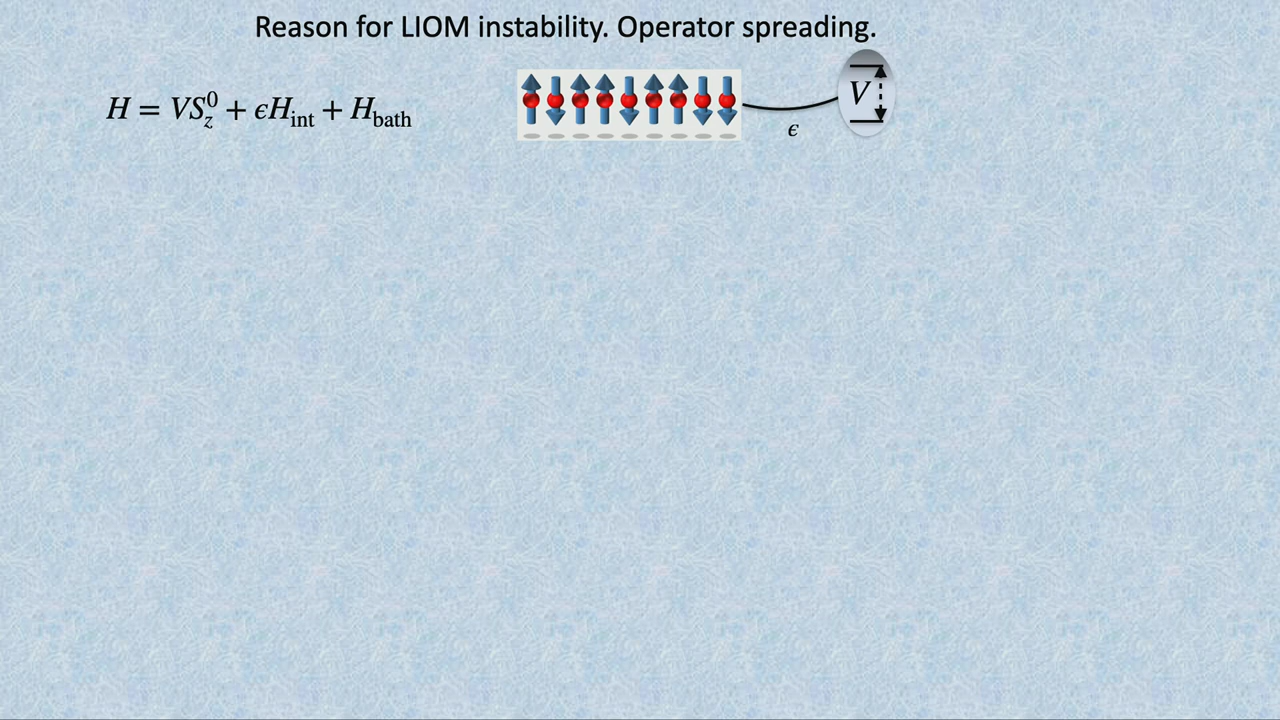 Reason for LIOM instability. Operator spreading.
H = VS_z^0 + ϵH_int + H_bath
V
ϵ